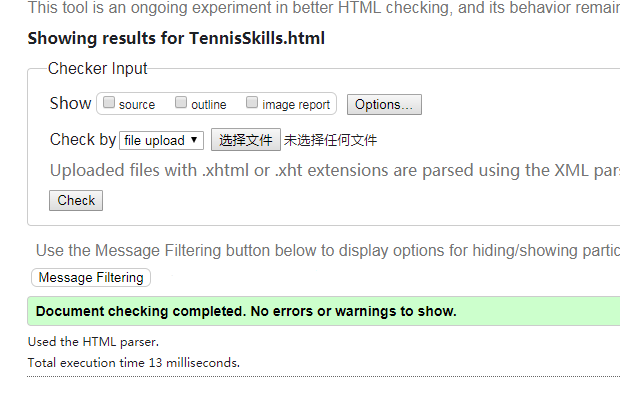 This tool is an ongoing experiment in better HTML checking, and its behavior remain
Showing results for TennisSkills.html
Checker Input
Show source outline image report Options...
Check by file upload 选择文件 未选择任何文件
Uploaded files with .xhtml or .xht extensions are parsed using the XML pars
Check
Use the Message Filtering button below to display options for hiding/showing partic
Message Filtering
Document checking completed. No errors or warnings to show.
Used the HTML parser.
Total execution time 13 milliseconds.